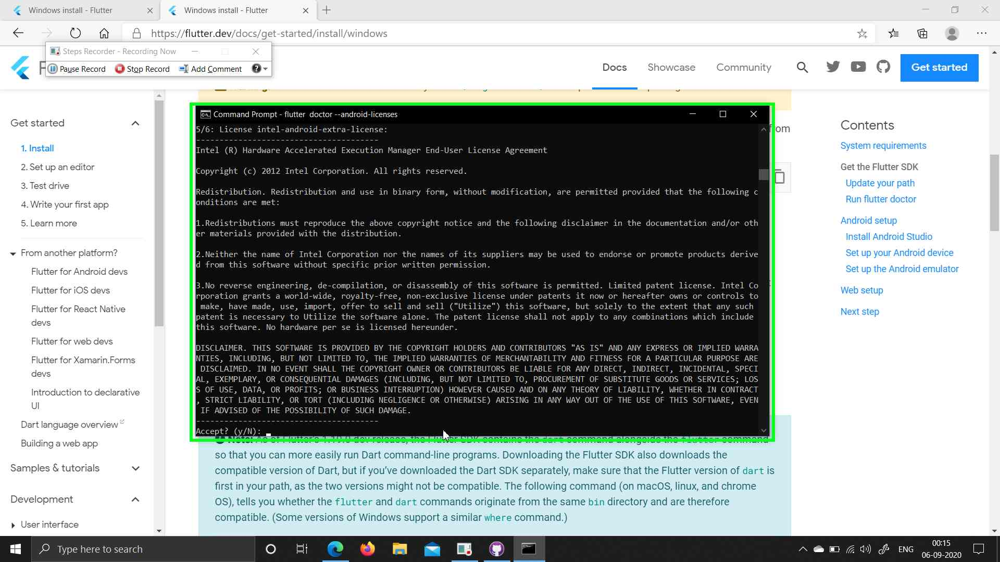 Windows install - Flutter
Windows install - Flutter
https://flutter.dev/docs/get-started/install/windows
Steps Recorder - Recording Now
Pause Record
Stop Record
Add Comment
Docs
Showcase
Community
Get started
Get started
1. Install
2. Set up an editor
3. Test drive
4. Write your first app
5. Learn more
From another platform?
Flutter for Android devs
Flutter for iOS devs
Flutter for React Native
devs
Flutter for web devs
Flutter for Xamarin.Forms
devs
Introduction to declarative
UI
Dart language overview
Building a web app
Samples & tutorials
Development
User interface
Command Prompt - flutter  doctor --android-licenses
5/6: License intel-android-extra-license:
---------------------------------------
Intel (R) Hardware Accelerated Execution Manager End-User License Agreement
Copyright (c) 2012 Intel Corporation. All rights reserved.
Redistribution. Redistribution and use in binary form, without modification, are permitted provided that the following c
onditions are met:
1.Redistributions must reproduce the above copyright notice and the following disclaimer in the documentation and/or oth
er materials provided with the distribution.
2.Neither the name of Intel Corporation nor the names of its suppliers may be used to endorse or promote products derive
d from this software without specific prior written permission.
3.No reverse engineering, de-compilation, or disassembly of this software is permitted. Limited patent license. Intel Co
rporation grants a world-wide, royalty-free, non-exclusive license under patents it now or hereafter owns or controls to
make, have made, use, import, offer to sell and sell ("Utilize") this software, but solely to the extent that any such
patent is necessary to Utilize the software alone. The patent license shall not apply to any combinations which include
this software. No hardware per se is licensed hereunder.
DISCLAIMER. THIS SOFTWARE IS PROVIDED BY THE COPYRIGHT HOLDERS AND CONTRIBUTORS "AS IS" AND ANY EXPRESS OR IMPLIED WARRA
NTIES, INCLUDING, BUT NOT LIMITED TO, THE IMPLIED WARRANTIES OF MERCHANTABILITY AND FITNESS FOR A PARTICULAR PURPOSE ARE
DISCLAIMED. IN NO EVENT SHALL THE COPYRIGHT OWNER OR CONTRIBUTORS BE LIABLE FOR ANY DIRECT, INDIRECT, INCIDENTAL, SPECI
AL, EXEMPLARY, OR CONSEQUENTIAL DAMAGES (INCLUDING, BUT NOT LIMITED TO, PROCUREMENT OF SUBSTITUTE GOODS OR SERVICES; LOS
S OF USE, DATA, OR PROFITS; OR BUSINESS INTERRUPTION) HOWEVER CAUSED AND ON ANY THEORY OF LIABILITY, WHETHER IN CONTRACT
, STRICT LIABILITY, OR TORT (INCLUDING NEGLIGENCE OR OTHERWISE) ARISING IN ANY WAY OUT OF THE USE OF THIS SOFTWARE, EVEN
IF ADVISED OF THE POSSIBILITY OF SUCH DAMAGE.
---------------------------------------
Accept? (y/N):
from
Note: As of Flutter's 1.19.0 dev release, the Flutter SDK contains the dart command alongside the flutter command
so that you can more easily run Dart command-line programs. Downloading the Flutter SDK also downloads the
compatible version of Dart, but if you've downloaded the Dart SDK separately, make sure that the Flutter version of dart is
first in your path, as the two versions might not be compatible. The following command (on macOS, linux, and chrome
OS), tells you whether the flutter and dart commands originate from the same bin directory and are therefore
compatible. (Some versions of Windows support a similar where command.)
Contents
System requirements
Get the Flutter SDK
Update your path
Run flutter doctor
Android setup
Install Android Studio
Set up your Android device
Set up the Android emulator
Web setup
Next step
Type here to search
ENG
00:15
06-09-2020